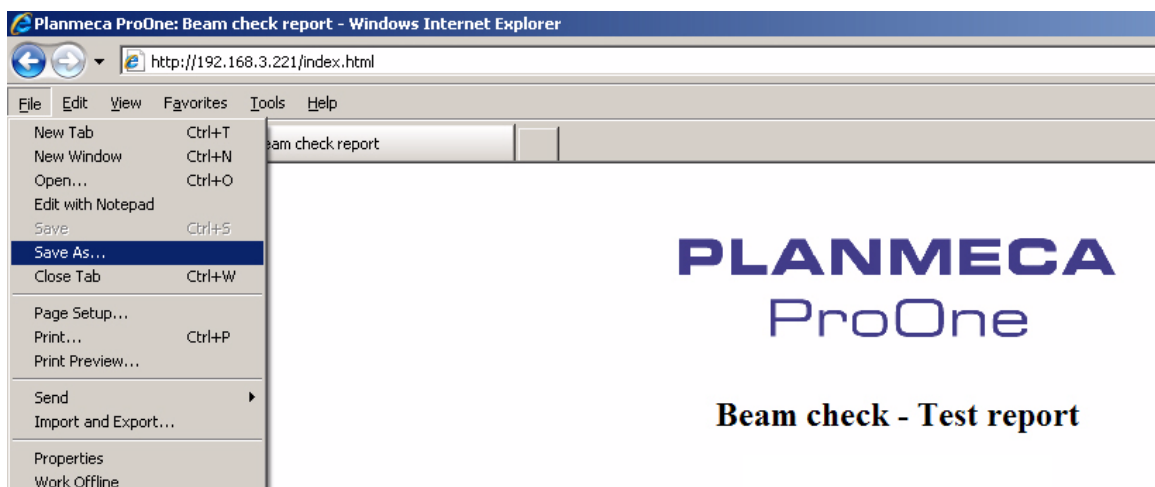 Planmeca ProOne: Beam check report - Windows Internet Explorer
http://192.168.3.221/index.html
File Edit View Favorites Tools Help
New Tab Ctrl+T
eam check report
New Window Ctrl+N
Open... Ctrl+O
Edit with Notepad
Save Ctrl+S
Save As...
Close Tab Ctrl+W
Page Setup...
Print... Ctrl+P
Print Preview...
Send
Import and Export...
Properties
Work Offline
PLANMECA
ProOne
Beam check - Test report